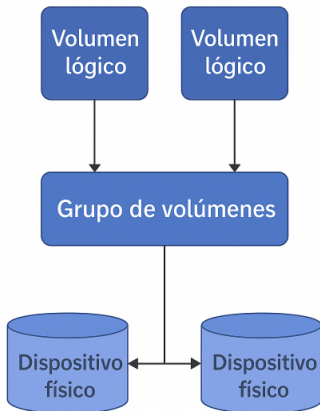 Volumen
lógico
Volumen
lógico
Grupo de volúmenes
Dispositivo
físico
Dispositivo
físico